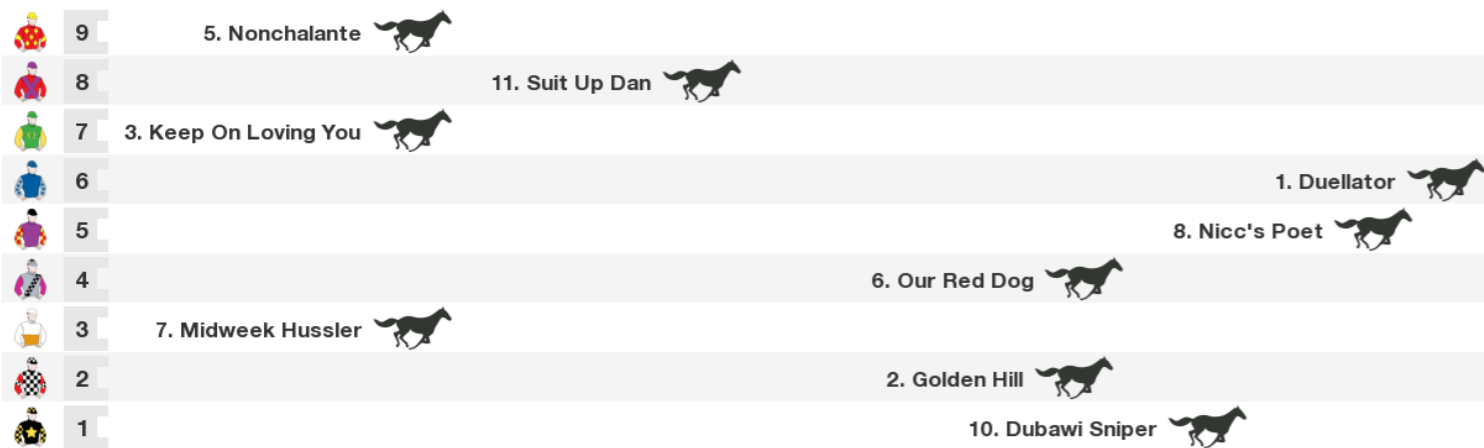 9 5. Nonchalante
8 11. Suit Up Dan
7 3. Keep On Loving You
6 1. Duellator
5 8. Nicc's Poet
4 6. Our Red Dog
3 7. Midweek Hussler
2 2. Golden Hill
1 10. Dubawi Sniper